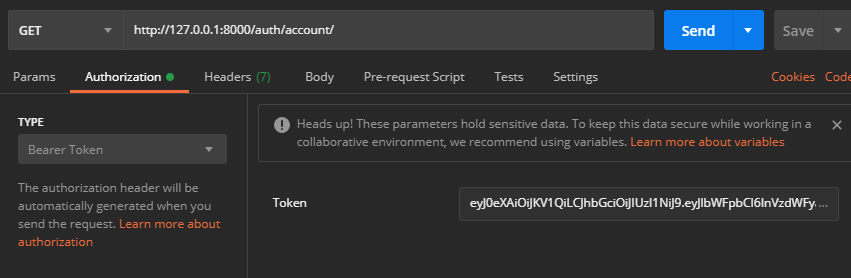 GET http://127.0.0.1:8000/auth/account/ Send Save
Params Authorization Headers (7) Body Pre-request Script Tests Settings Cookies Code
TYPE
Bearer Token
The authorization header will be
automatically generated when you
send the request. Learn more about
authorization
Heads up! These parameters hold sensitive data. To keep this data secure while working in a
collaborative environment, we recommend using variables. Learn more about variables
Token
eyJ0eXAiOiJKV1QiLCJhbGciOiJIUzI1NiJ9.eyJlbWFpbCI6InVzdWFy...